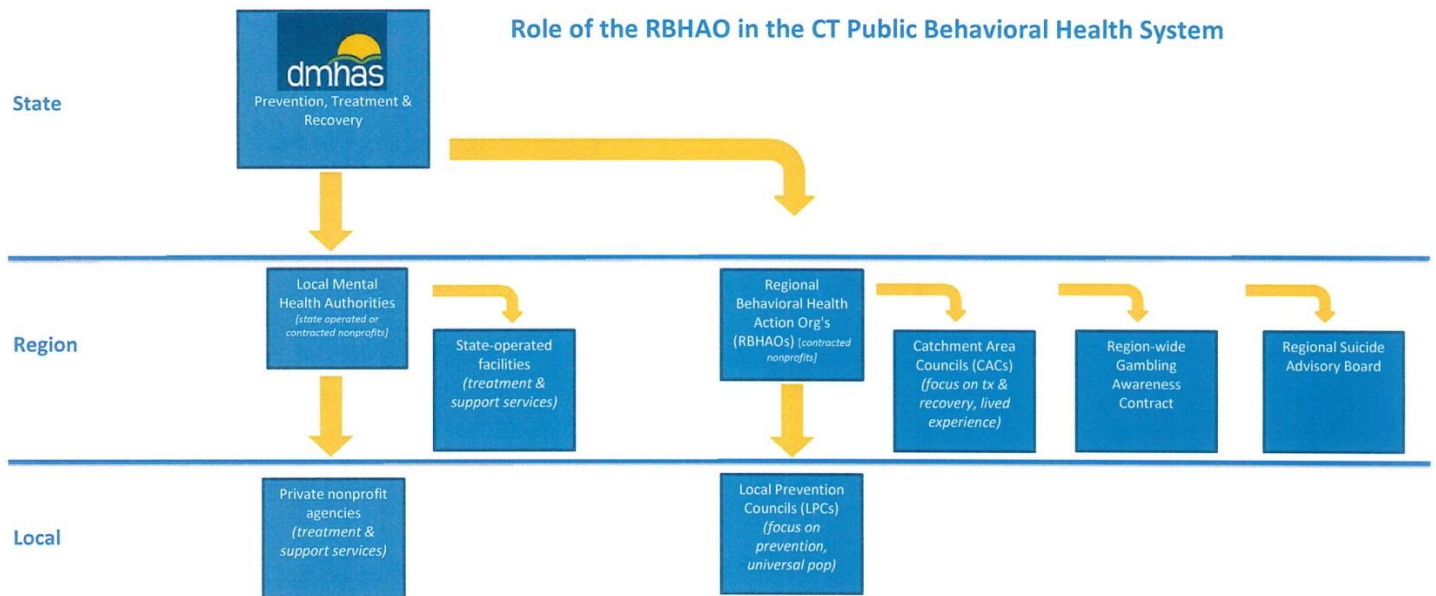 Role of the RBHAO in the CT Public Behavioral Health System
State
dmhas
Prevention, Treatment &
Recovery
Region
Local Mental
Health Authorities
[state operated or
contracted nonprofits]
State-operated
facilities
(treatment &
support services)
Regional
Behavioral Health
Action Org's
(RBHAOs) [contracted
nonprofits]
Catchment Area
Councils (CACs)
(focus on tx &
recovery, lived
experience)
Region-wide
Gambling
Awareness
Contract
Regional Suicide
Advisory Board
Local
Private nonprofit
agencies
(treatment &
support services)
Local Prevention
Councils (LPCs)
(focus on
prevention,
universal pop)